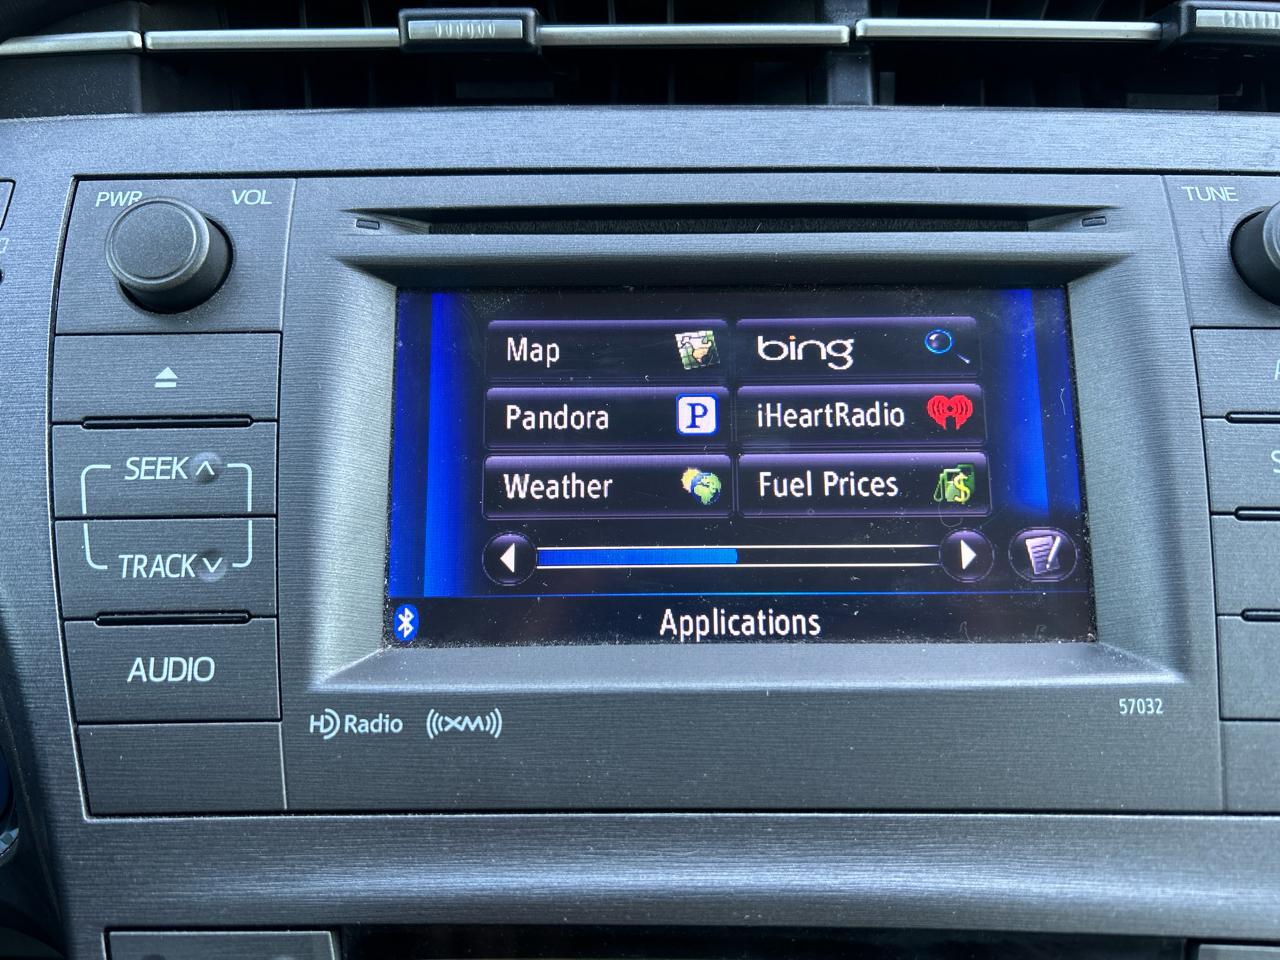 PWR VOL
TUNE
SEEK
TRACK
AUDIO
Map
bing
Pandora
P
iHeartRadio
Weather
Fuel Prices
$
Applications
HD Radio
((XM))
57032